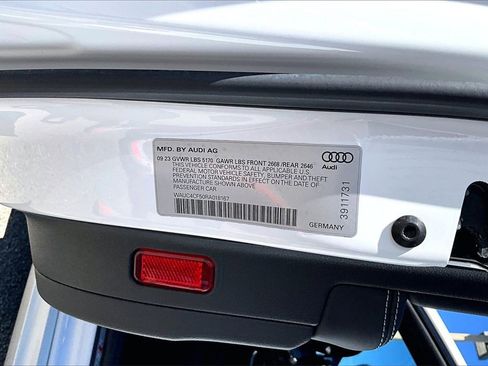 MFD. BY AUDI AG
09 23 GVWR LBS 5170 GAWR LBS FRONT 2668 /REAR 2646
THIS VEHICLE CONFORMS TO ALL APPLICABLE U.S.
FEDERAL MOTOR VEHICLE SAFETY, BUMPER AND THEFT
PREVENTION STANDARDS IN EFFECT ON THE DATE OF
MANUFACTURE SHOWN ABOVE
PASSENGER CAR
WAUC4CF50RA018167
GERMANY
Audi
3911731